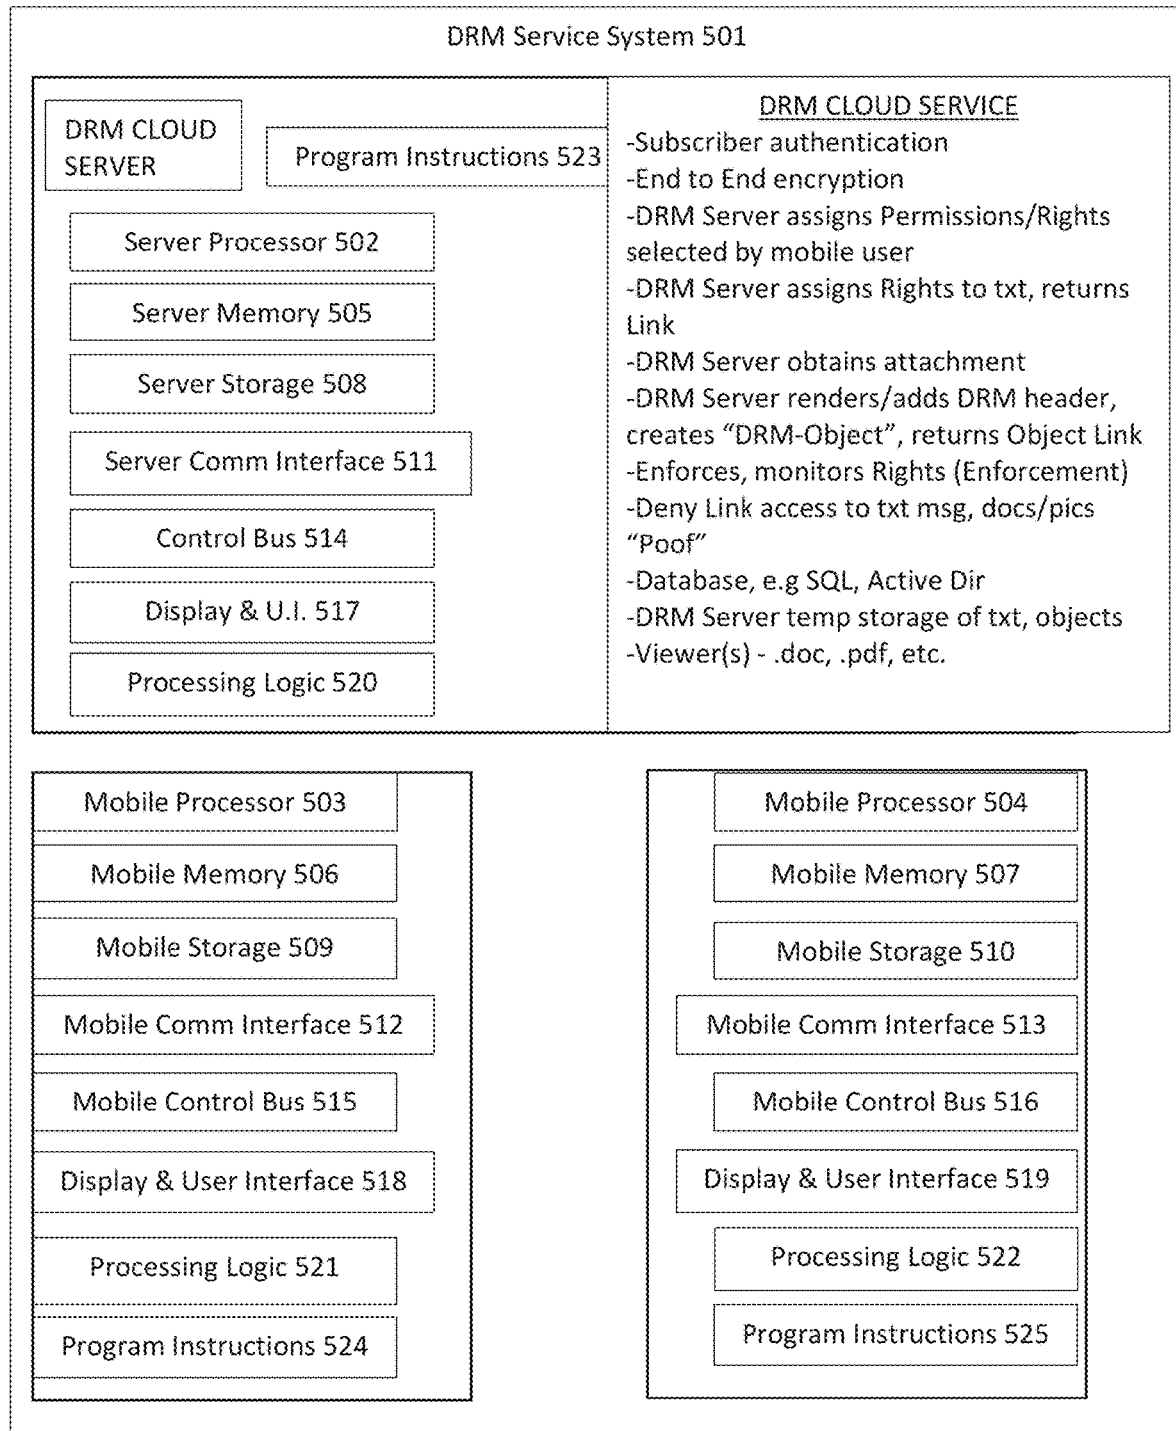 DRM Service System 501
DRM CLOUD
SERVER
Program Instructions 523
Server Processor 502
Server Memory 505
Server Storage 508
Server Comm Interface 511
Control Bus 514
Display & U.I. 517
Processing Logic 520
DRM CLOUD SERVICE
-Subscriber authentication
-End to End encryption
-DRM Server assigns Permissions/Rights
selected by mobile user
-DRM Server assigns Rights to txt, returns
Link
-DRM Server obtains attachment
-DRM Server renders/adds DRM header,
creates “DRM-Object”, returns Object Link
-Enforces, monitors Rights (Enforcement)
-Deny Link access to txt msg, docs/pics
“Poof”
-Database, e.g SQL, Active Dir
-DRM Server temp storage of txt, objects
-Viewer(s) - .doc, .pdf, etc.
Mobile Processor 503
Mobile Memory 506
Mobile Storage 509
Mobile Comm Interface 512
Mobile Control Bus 515
Display & User Interface 518
Processing Logic 521
Program Instructions 524
Mobile Processor 504
Mobile Memory 507
Mobile Storage 510
Mobile Comm Interface 513
Mobile Control Bus 516
Display & User Interface 519
Processing Logic 522
Program Instructions 525